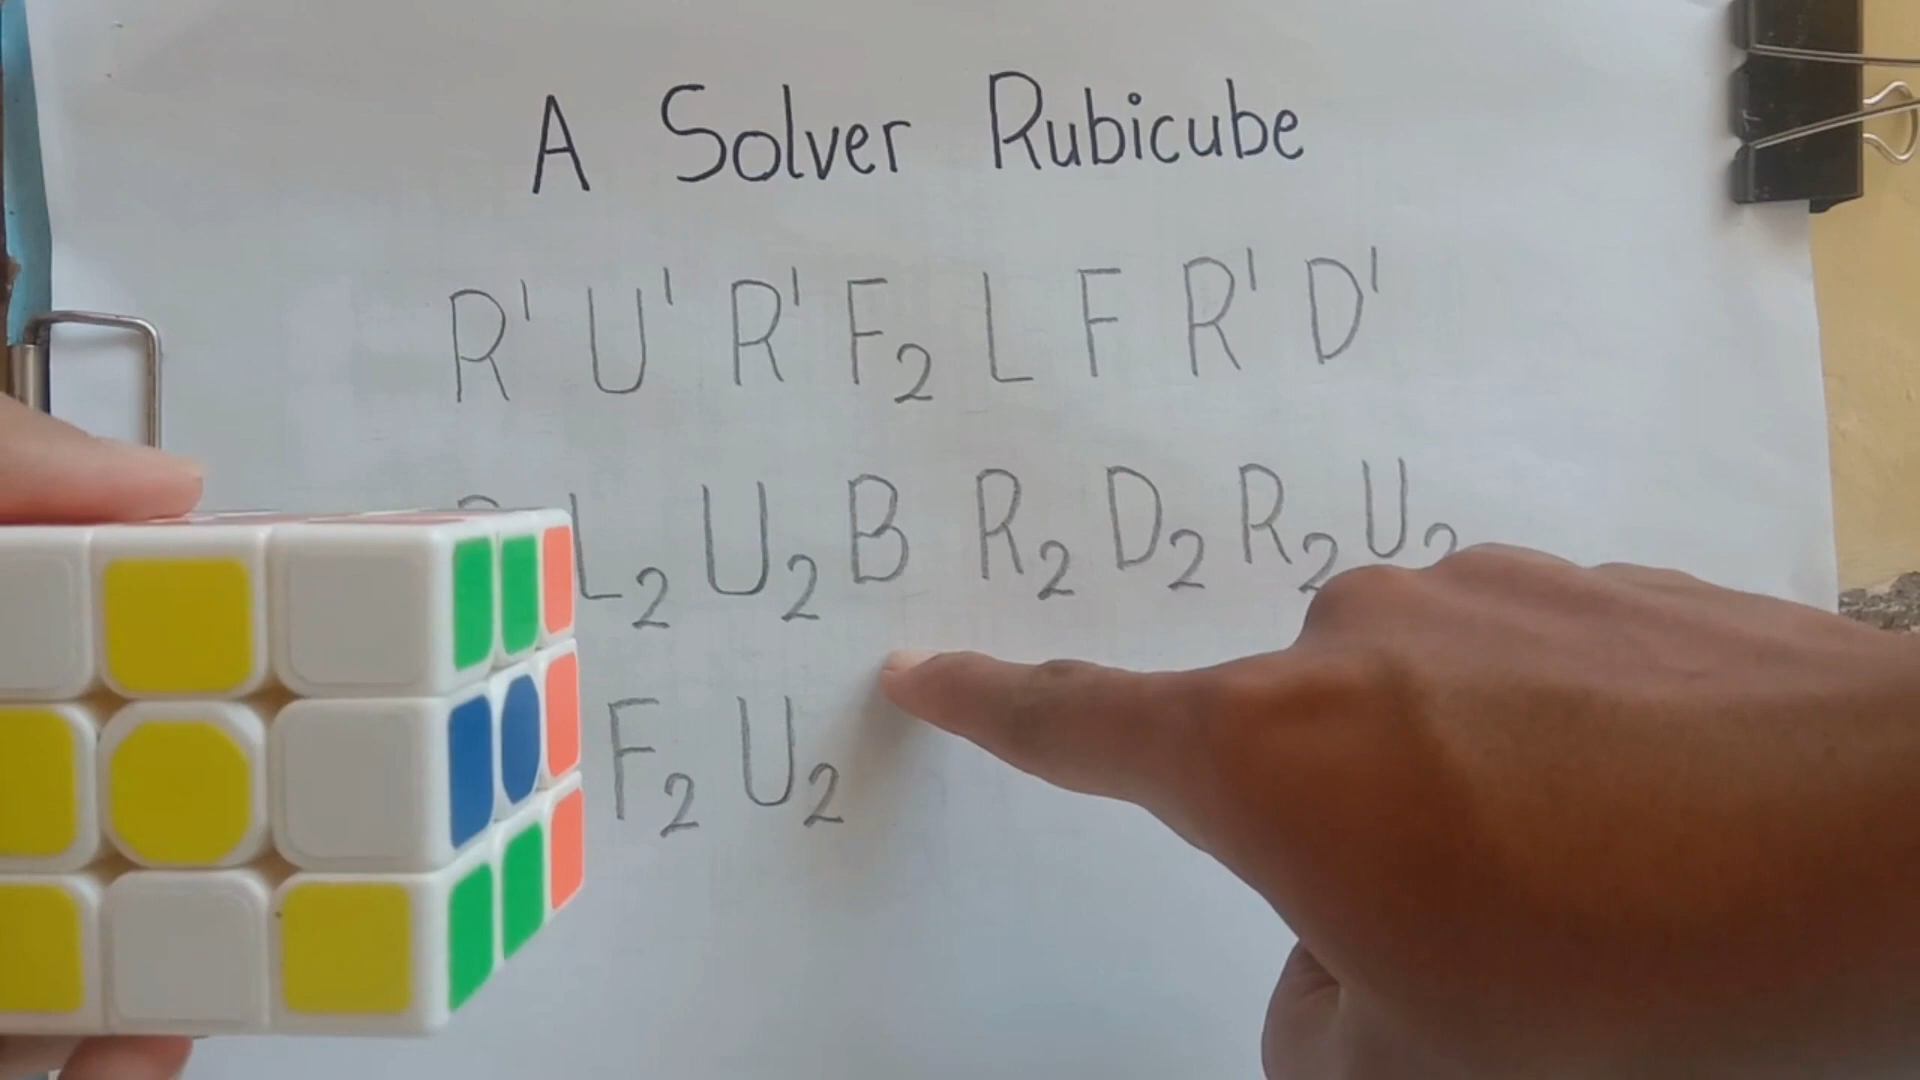 A Solver Rubicube
R' U' R' F2 L F R' D'
L2 U2 B R2 D2 R2 U2
F2 U2